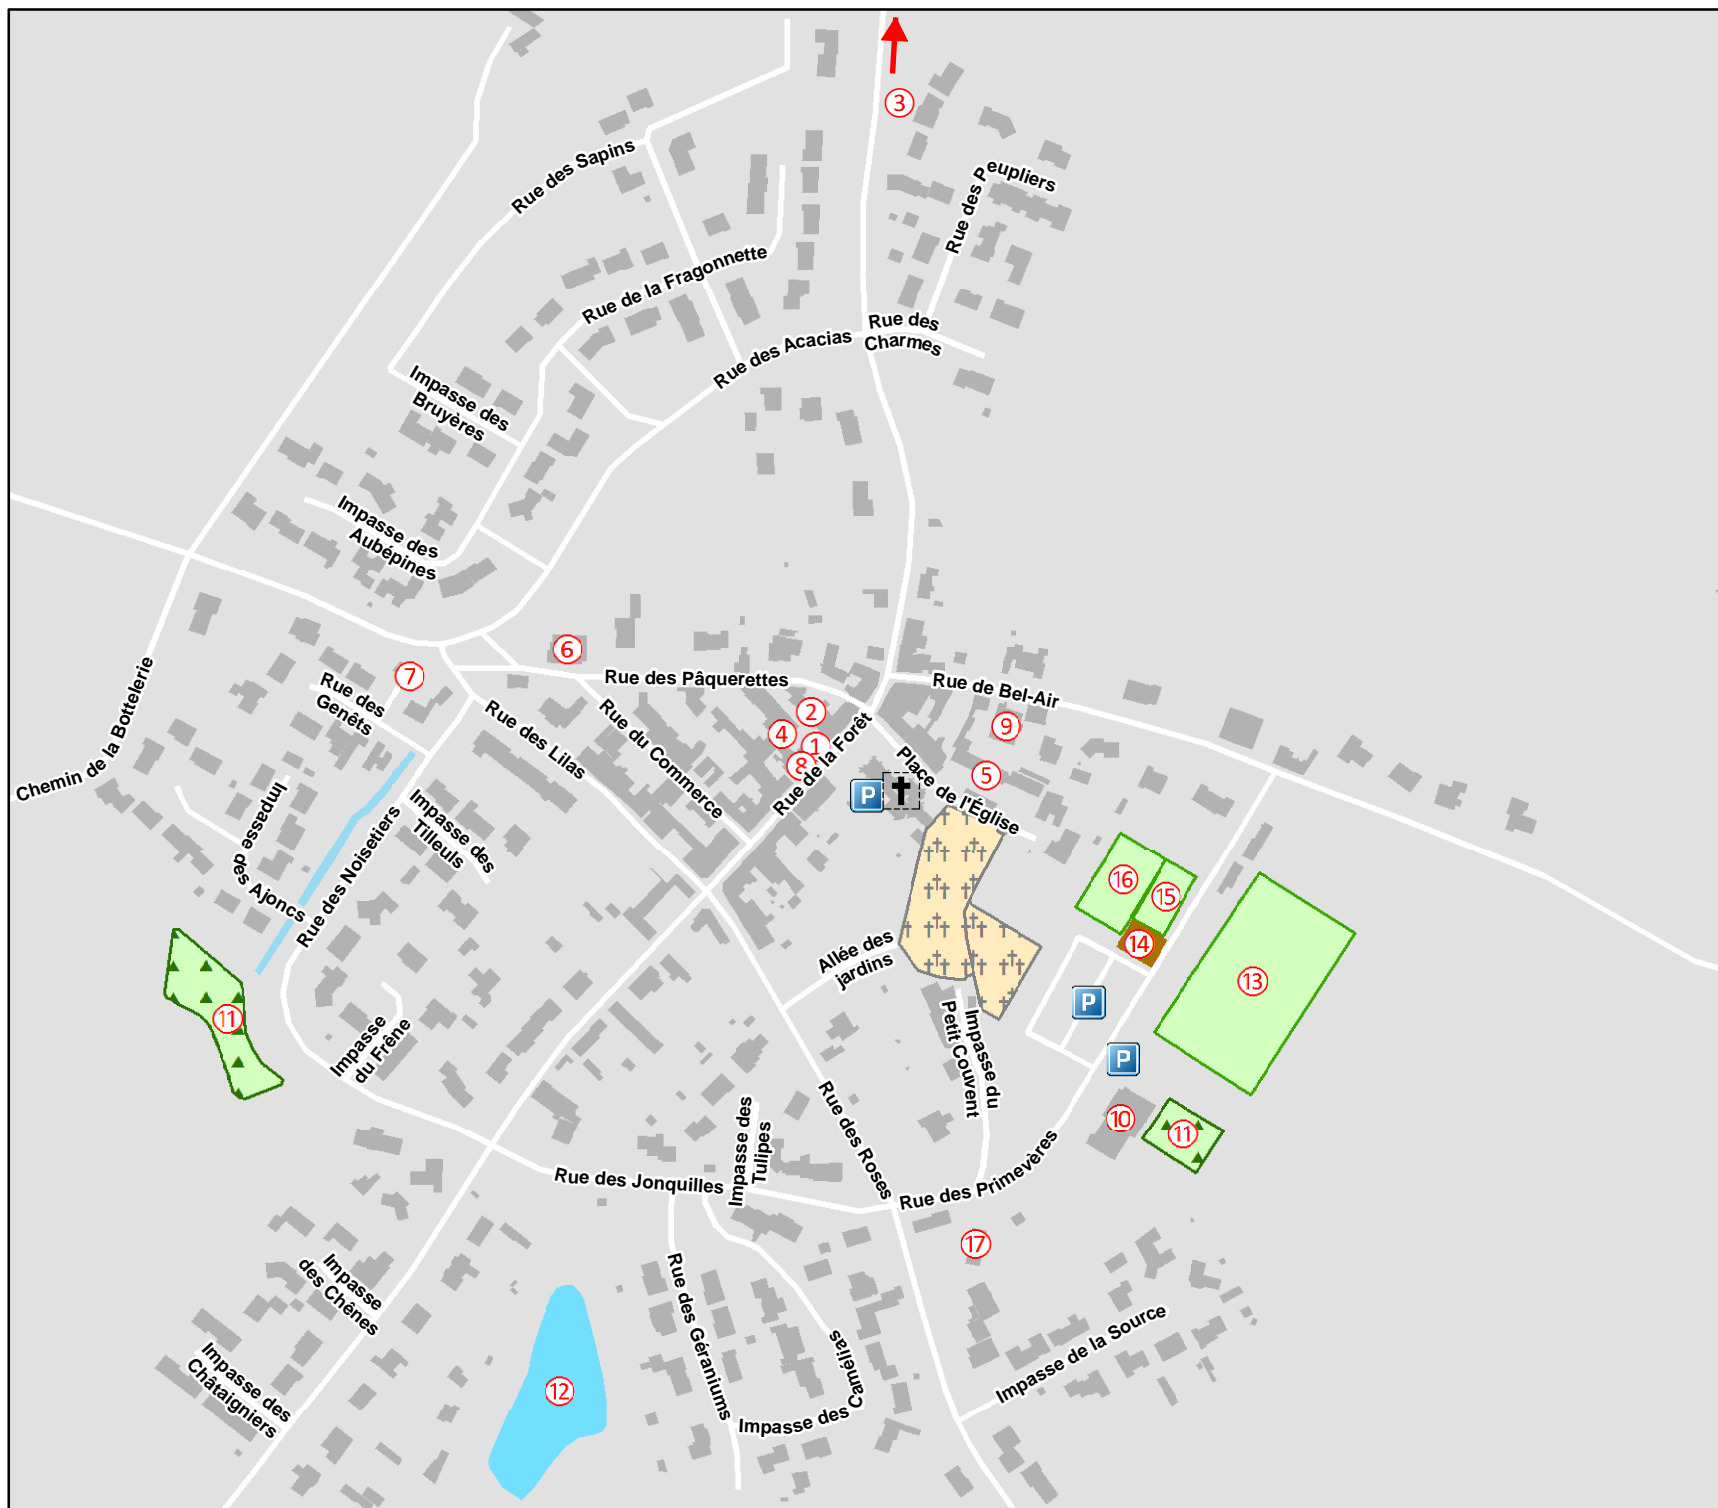 3
Rue des Sapins
Rue des Peupliers
Rue de la Fragonnette
Rue des
Charmes
Rue des Acacias
Impasse des
Bruyères
Impasse des
Aubépines
6
7
Rue des Pâquerettes
Rue de Bel-Air
Chemin de la Bottelerie
Rue des
Genêts
Rue des Lilas
Rue du Commerce
2
4
1
8
Rue de la Forêt
9
5
Place de l'Église
P
Impasse des
Tilleuls
Impasse des Ajoncs
Rue des Noisetiers
16
15
14
13
Allée des
jardins
P
P
11
Impasse
du Frêne
Impasse du
Petit Couvent
10
11
Rue des Roses
Impasse des
Tulipes
Rue des Jonquilles
Rue des Primevères
17
Impasse
des Chênes
Rue des Géraniums
Impasse des Camélias
Impasse de la Source
Impasse des
Châtaigniers
12